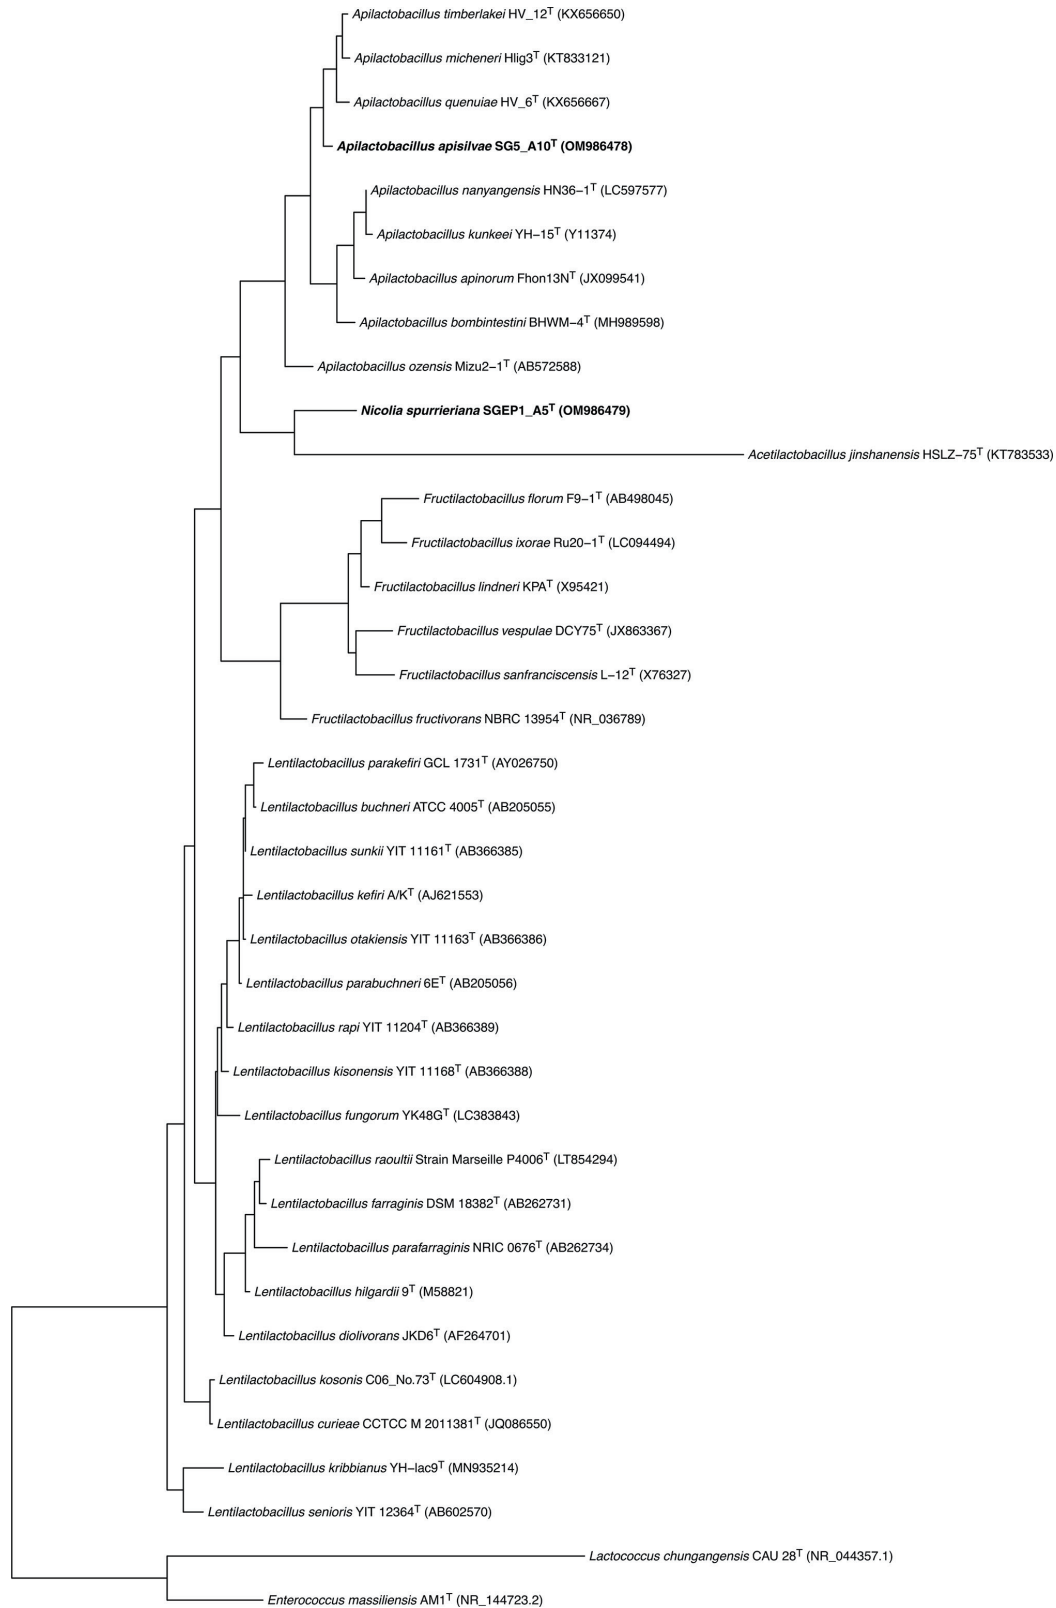 Apilactobacillus timberlakei HV_12T (KX656650)
Apilactobacillus micheneri Hlig3T (KT833121)
Apilactobacillus quenuiae HV_6T (KX656667)
Apilactobacillus apisilvae SG5_A10T (OM986478)
Apilactobacillus nanyangensis HN36−1T (LC597577)
Apilactobacillus kunkeei YH−15T (Y11374)
Apilactobacillus apinorum Fhon13NT (JX099541)
Apilactobacillus bombintestini BHWM−4T (MH989598)
Apilactobacillus ozensis Mizu2−1T (AB572588)
Nicolia spurrieriana SGEP1_A5T (OM986479)
Acetilactobacillus jinshanensis HSLZ−75T (KT783533)
Fructilactobacillus florum F9−1T (AB498045)
Fructilactobacillus ixorae Ru20−1T (LC094494)
Fructilactobacillus lindneri KPAT (X95421)
Fructilactobacillus vespulae DCY75T (JX863367)
Fructilactobacillus sanfranciscensis L−12T (X76327)
Fructilactobacillus fructivorans NBRC 13954T (NR_036789)
Lentilactobacillus parakefiri GCL 1731T (AY026750)
Lentilactobacillus buchneri ATCC 4005T (AB205055)
Lentilactobacillus sunkii YIT 11161T (AB366385)
Lentilactobacillus kefiri A/KT (AJ621553)
Lentilactobacillus otakiensis YIT 11163T (AB366386)
Lentilactobacillus parabuchneri 6ET (AB205056)
Lentilactobacillus rapi YIT 11204T (AB366389)
Lentilactobacillus kisonensis YIT 11168T (AB366388)
Lentilactobacillus fungorum YK48GT (LC383843)
Lentilactobacillus raoultii Strain Marseille P4006T (LT854294)
Lentilactobacillus farraginis DSM 18382T (AB262731)
Lentilactobacillus parafarraginis NRIC 0676T (AB262734)
Lentilactobacillus hilgardii 9T (M58821)
Lentilactobacillus diolivorans JKD6T (AF264701)
Lentilactobacillus kosonis C06_No.73T (LC604908.1)
Lentilactobacillus curieae CCTCC M 2011381T (JQ086550)
Lentilactobacillus kribbianus YH−lac9T (MN935214)
Lentilactobacillus senioris YIT 12364T (AB602570)
Lactococcus chungangensis CAU 28T (NR_044357.1)
Enterococcus massiliensis AM1T (NR_144723.2)